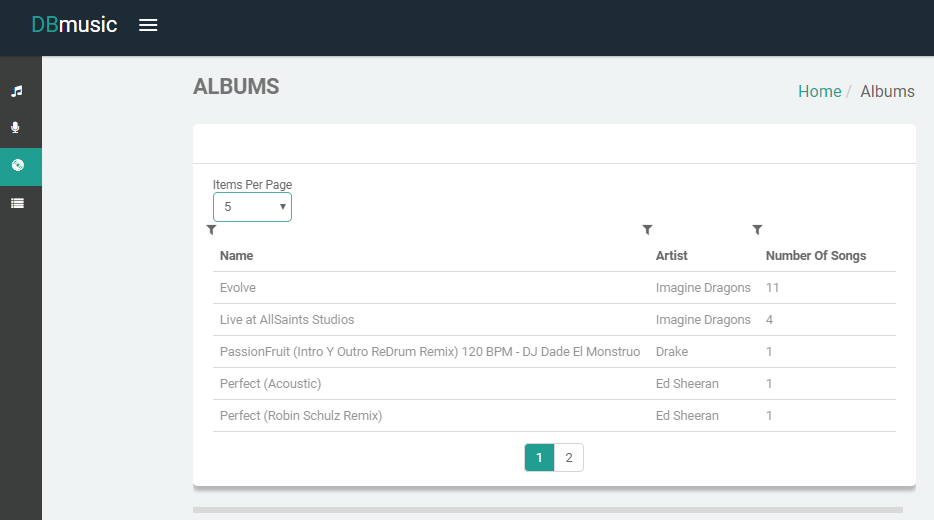 DBmusic
ALBUMS
Home / Albums
Items Per Page
5
Name Artist Number Of Songs
Evolve Imagine Dragons 11
Live at AllSaints Studios Imagine Dragons 4
PassionFruit (Intro Y Outro ReDrum Remix) 120 BPM - DJ Dade El Monstruo Drake 1
Perfect (Acoustic) Ed Sheeran 1
Perfect (Robin Schulz Remix) Ed Sheeran 1
1 2